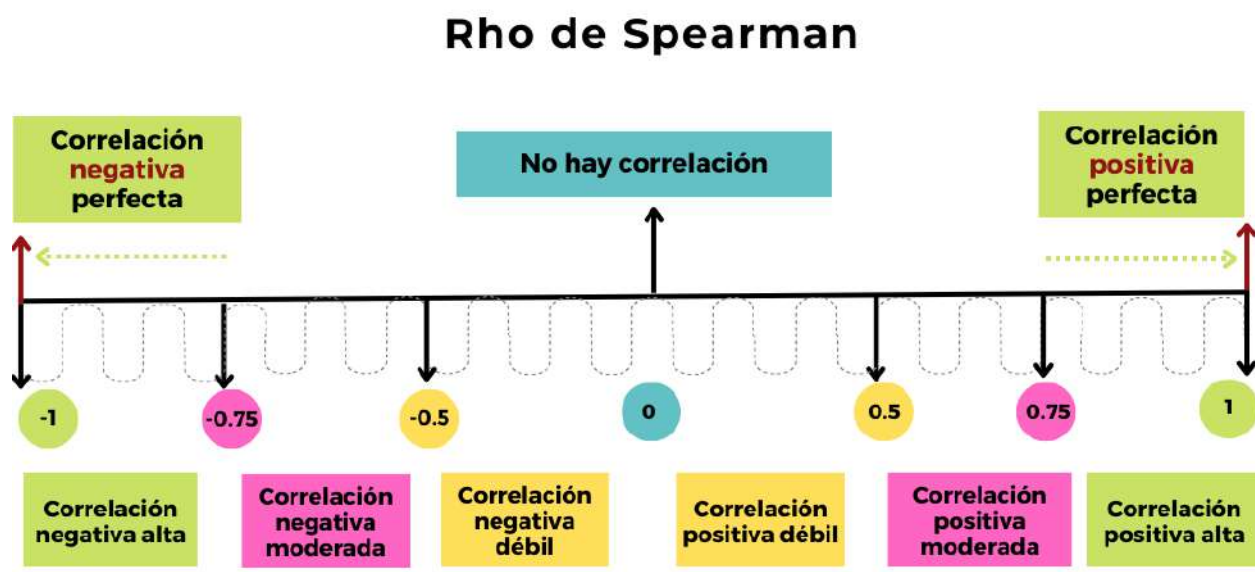 Rho de Spearman
Correlación
negativa
perfecta
No hay correlación
Correlación
positiva
perfecta
-1
-0.75
-0.5
0
0.5
0.75
1
Correlación
negativa alta
Correlación
negativa
moderada
Correlación
negativa
débil
Correlación
positiva débil
Correlación
positiva
moderada
Correlación
positiva alta